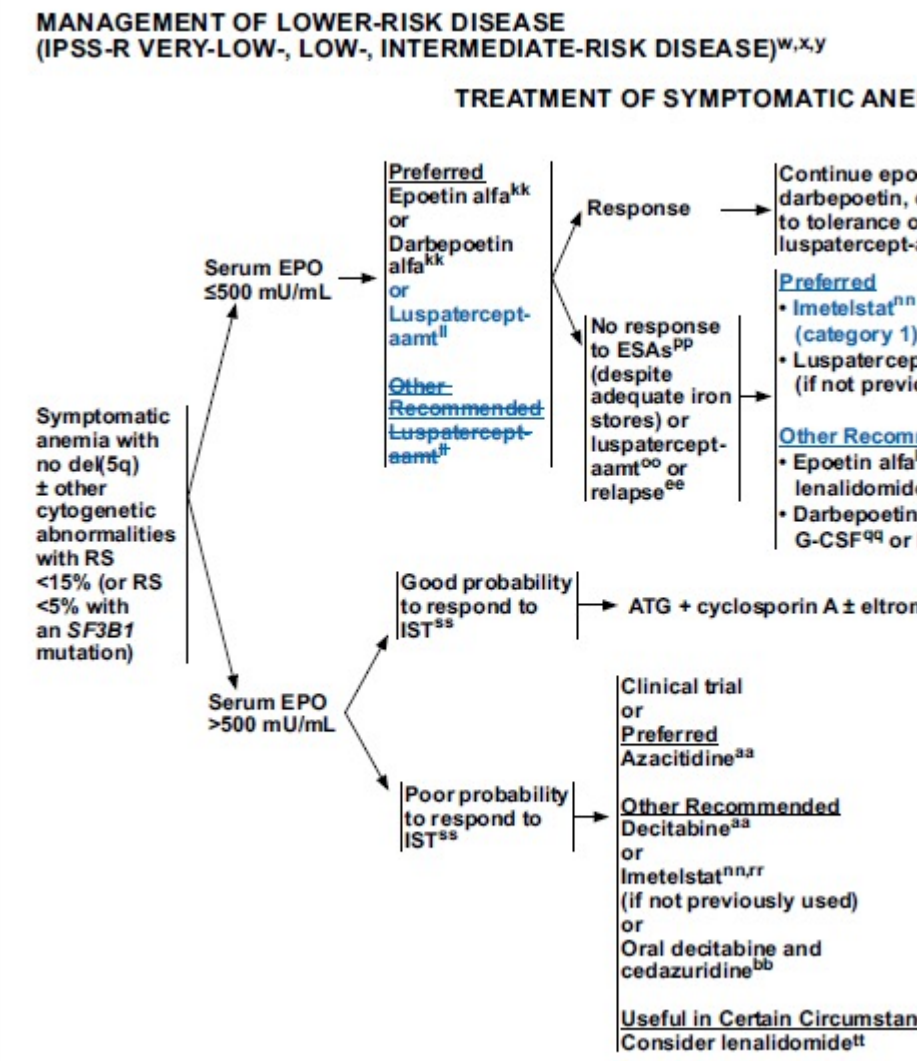 MANAGEMENT OF LOWER-RISK DISEASE
(IPSS-R VERY-LOW-, LOW-, INTERMEDIATE-RISK DISEASE)w,x,y
TREATMENT OF SYMPTOMATIC ANE
Symptomatic
anemia with
no del(5q)
± other
cytogenetic
abnormalities
with RS
<15% (or RS
<5% with
an SF3B1
mutation)
Serum EPO
≤500 mU/mL
Preferred
Epoetin alfakk
or
Darbepoetin
alfakk
or
Luspatercept-
aamtll
Other
Recommended
Luspatercept-
aamtll
Response
Continue epo
darbepoetin,
to tolerance o
luspatercept-a
No response
to ESAspp
(despite
adequate iron
stores) or
luspatercept-
aamtoo or
relapseee
Preferred
• Imetelstatnn
(category 1)
• Luspatercep
(if not previo
Other Recomm
• Epoetin alfa
lenalidomide
• Darbepoetin
G-CSFqq or
Serum EPO
>500 mU/mL
Good probability
to respond to
ISTss
ATG + cyclosporin A ± eltrom
Poor probability
to respond to
ISTss
Clinical trial
or
Preferred
Azacitidineaa
Other Recommended
Decitabineaa
or
Imetelstatnn,rr
(if not previously used)
or
Oral decitabine and
cedazuridinebb
Useful in Certain Circumstan
Consider lenalidomidett